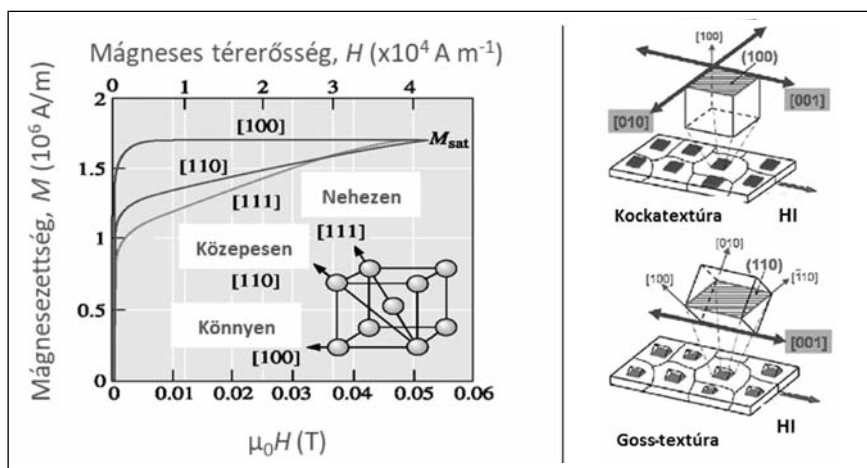 Mágneses térerősség, H (x10⁴ A m⁻¹)
0 1 2 3 4
Mágnesezettség, M (10⁶ A/m)
2
1.5
1
0.5
0
[100]
M_sat
[110]
[111]
Nehezen
[111]
Közepesen
[110]
Könnyen
[100]
0 0.01 0.02 0.03 0.04 0.05 0.06
μ₀H (T)
[100]
(100)
[001]
[010]
Kockatextúra HI
[010]
(110)
[100]
[1̄10]
[001]
Goss-textúra HI